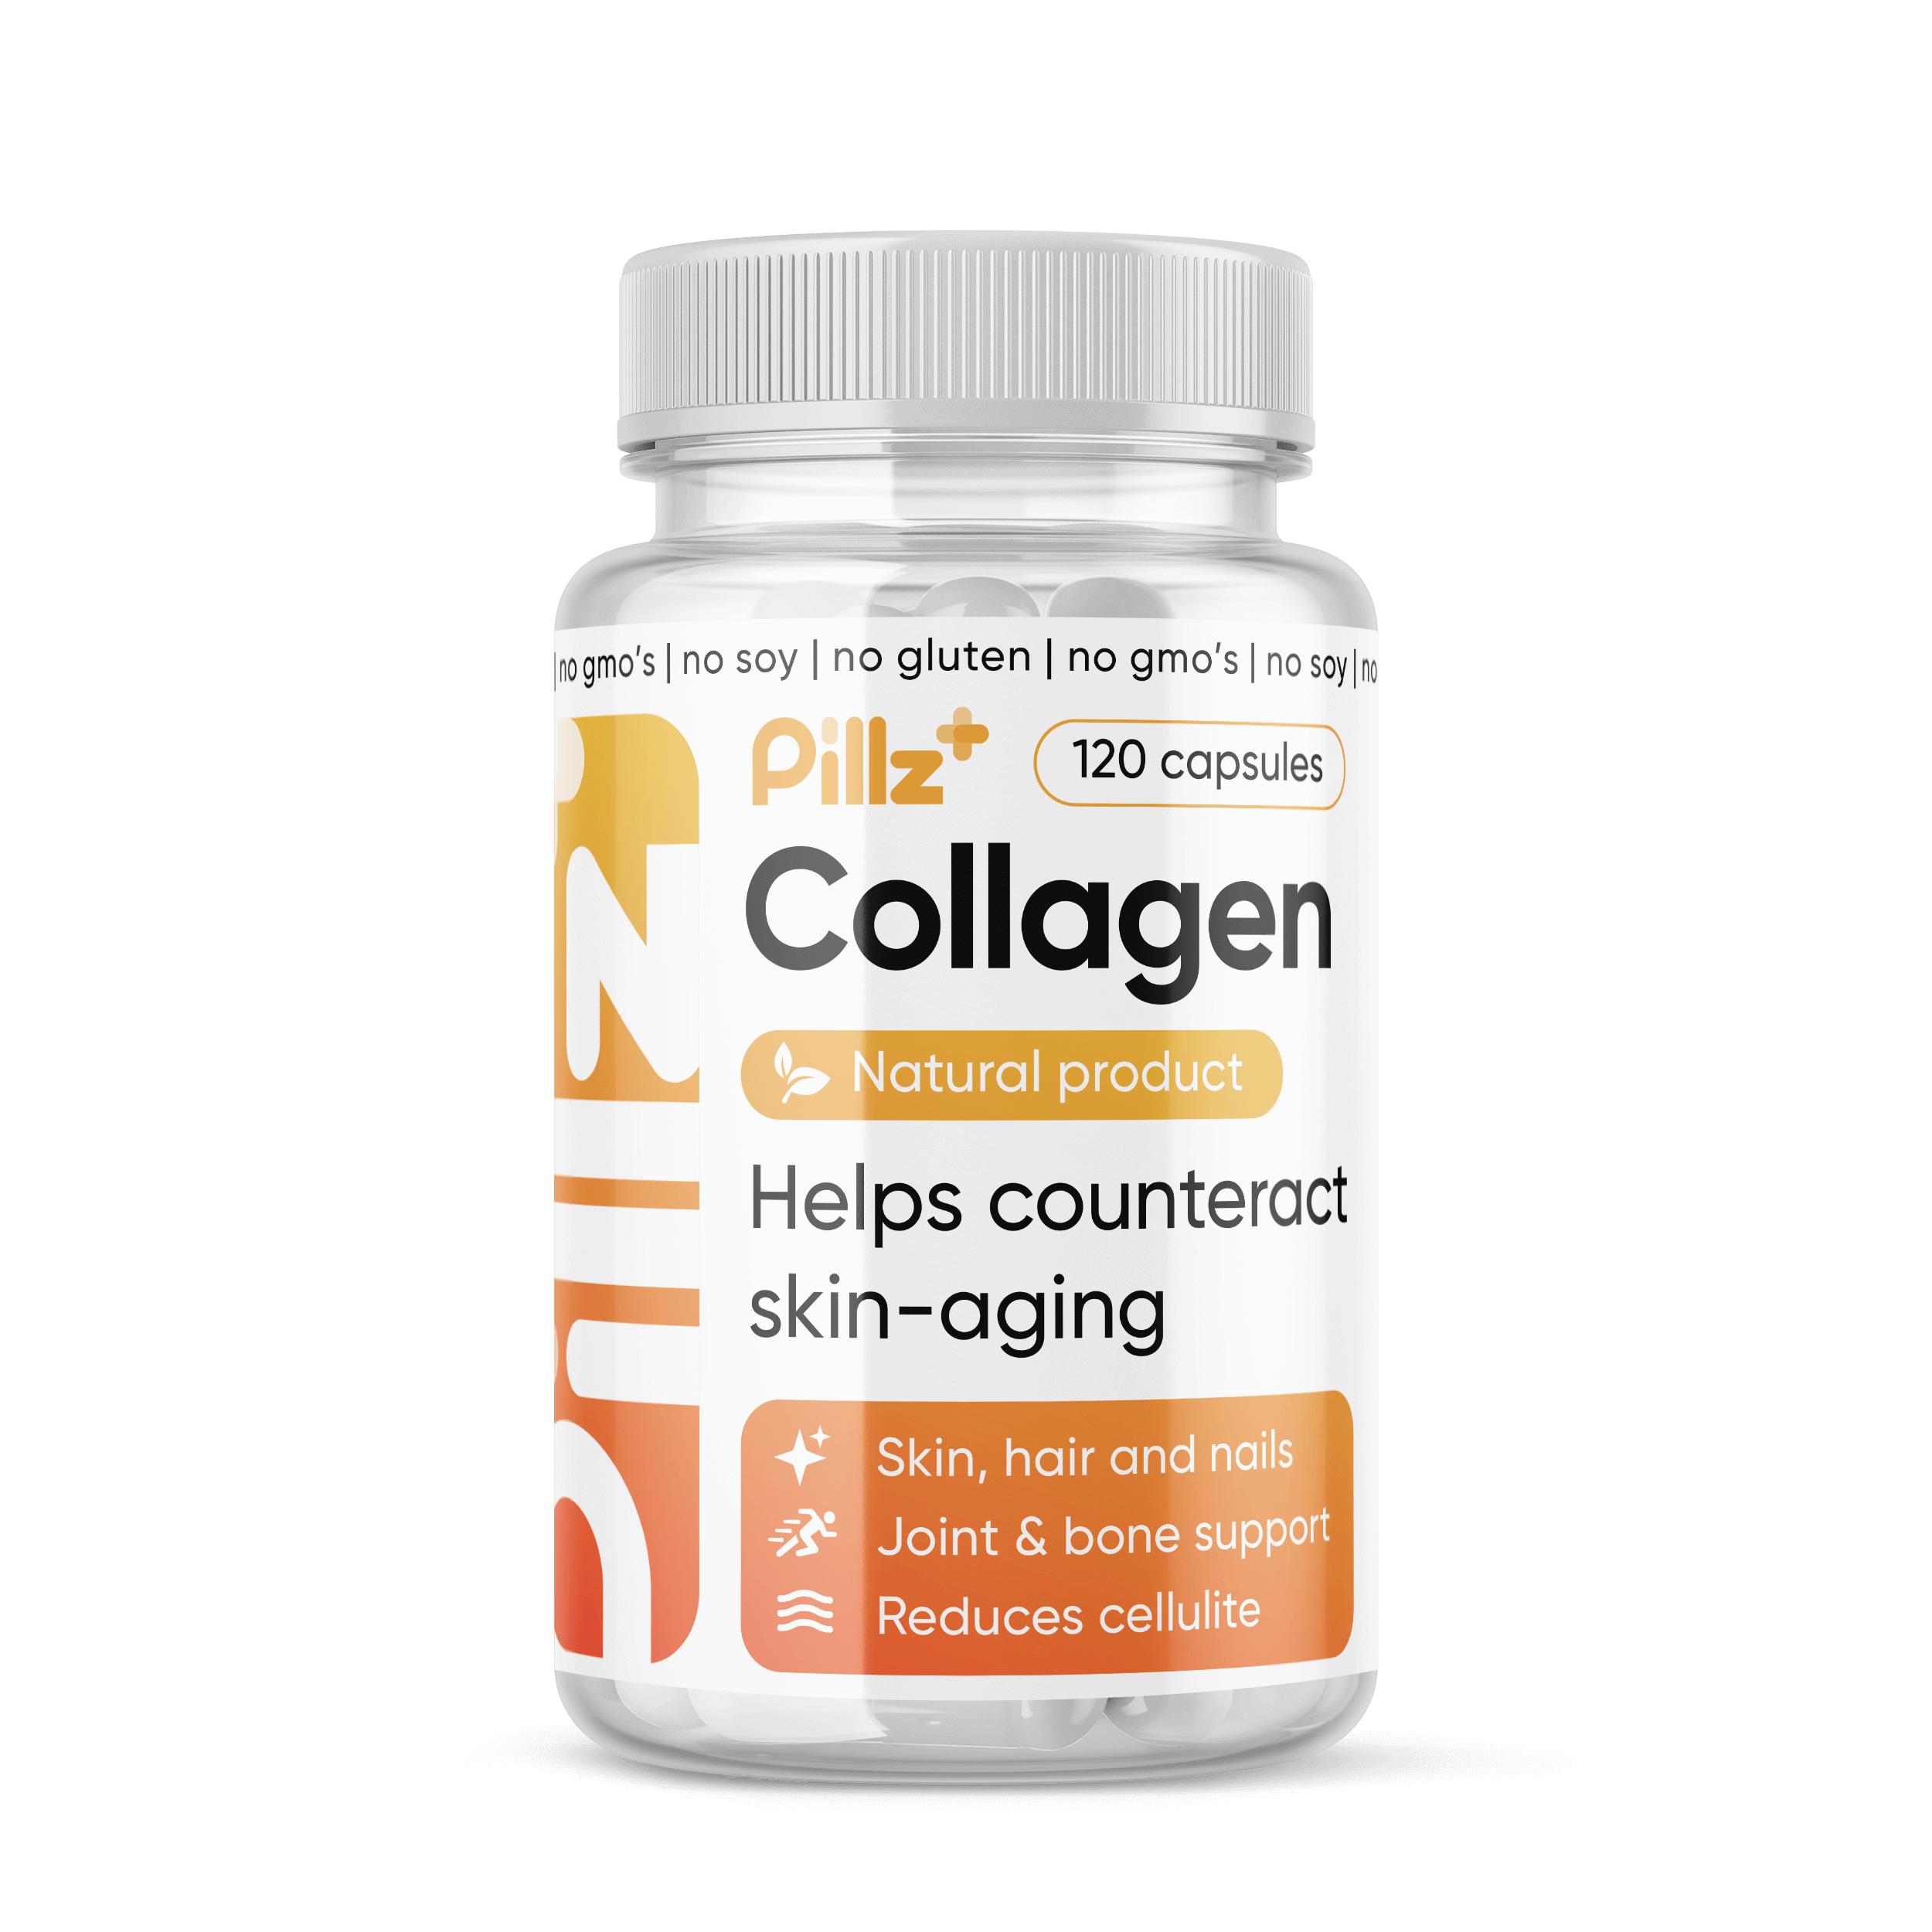 | no gmo's | no soy | no gluten | no gmo's | no soy | no
Pillz+
120 capsules
Collagen
Natural product
Helps counteract
skin-aging
Skin, hair and nails
Joint & bone support
Reduces cellulite